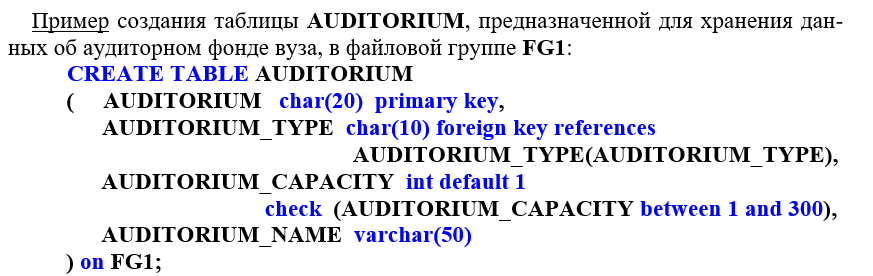 Пример создания таблицы AUDITORIUM, предназначенной для хранения дан-
ных об аудиторном фонде вуза, в файловой группе FG1:
CREATE TABLE AUDITORIUM
( AUDITORIUM char(20) primary key,
AUDITORIUM_TYPE char(10) foreign key references
AUDITORIUM_TYPE(AUDITORIUM_TYPE),
AUDITORIUM_CAPACITY int default 1
check (AUDITORIUM_CAPACITY between 1 and 300),
AUDITORIUM_NAME varchar(50)
) on FG1;